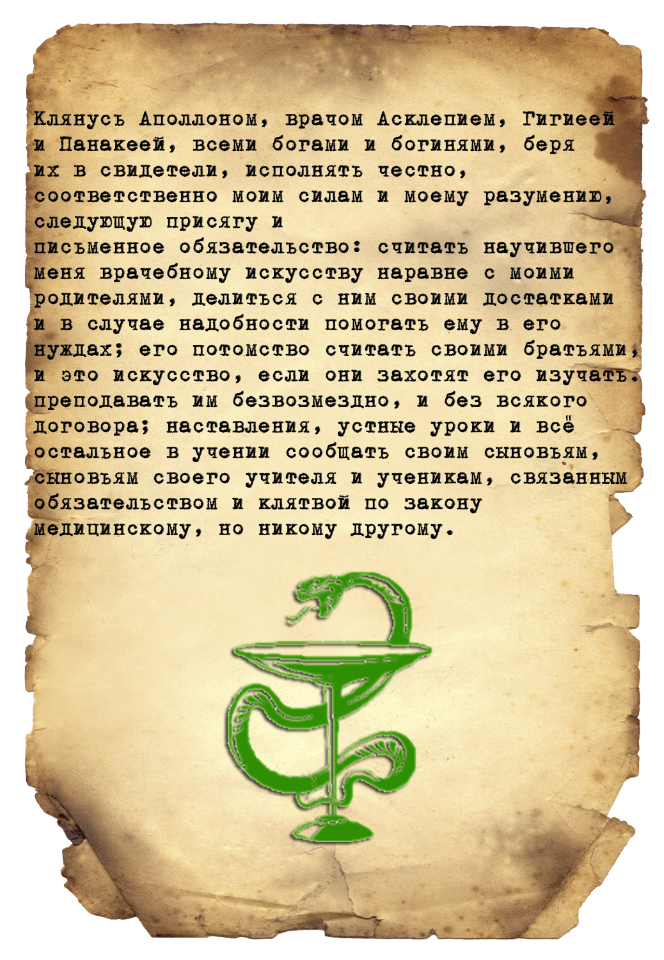 Клянусь Аполлоном, врачом Асклепием, Гигиеей
и Панакеей, всеми богами и богинями, беря
их в свидетели, исполнять честно,
соответственно моим силам и моему разумению,
следующую присягу и
письменное обязательство: считать научившего
меня врачебному искусству наравне с моими
родителями, делиться с ним своими достатками
и в случае надобности помогать ему в его
нуждах; его потомство считать своими братьями,
и это искусство, если они захотят его изучать.
преподавать им безвозмездно, и без всякого
договора; наставления, устные уроки и всё
остальное в учении сообщать своим сыновьям,
сыновьям своего учителя и ученикам, связанным
обязательством и клятвой по закону
медицинскому, но никому другому.